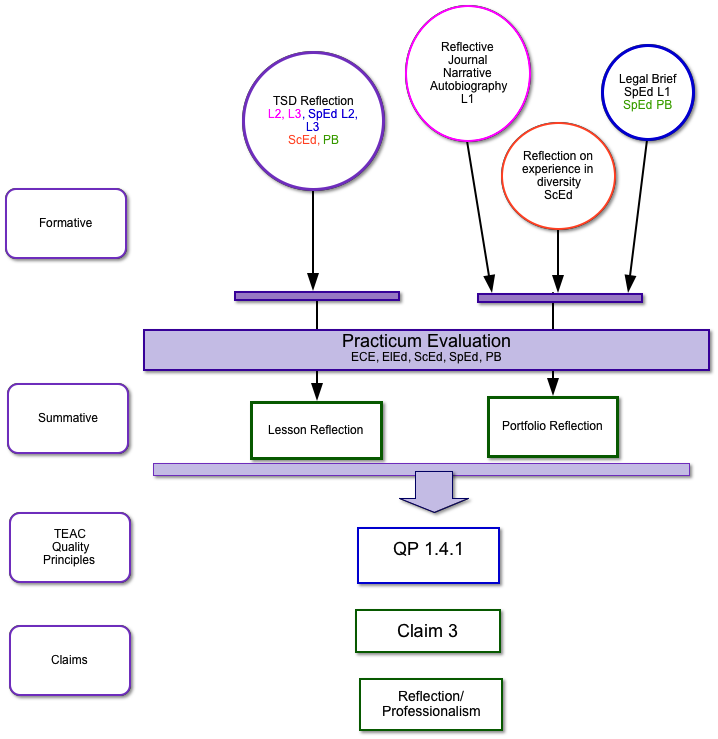 Reflective
Journal
Narrative
Autobiography
L1
Legal Brief
SpEd L1
SpEd PB
TSD Reflection
L2, L3, SpEd L2,
L3
ScEd, PB
Reflection on
experience in
diversity
ScEd
Formative
Practicum Evaluation
ECE, ElEd, ScEd, SpEd, PB
Summative
Lesson Reflection
Portfolio Reflection
TEAC
Quality
Principles
QP 1.4.1
Claims
Claim 3
Reflection/
Professionalism